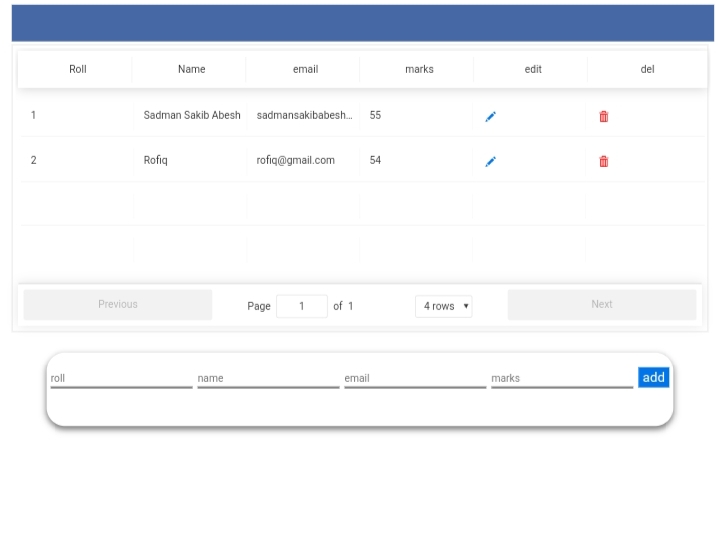 Roll Name email marks edit del
1 Sadman Sakib Abesh sadmansakibabesh... 55
2 Rofiq rofiq@gmail.com 54
Previous Page 1 of 1 4 rows Next
roll name email marks add